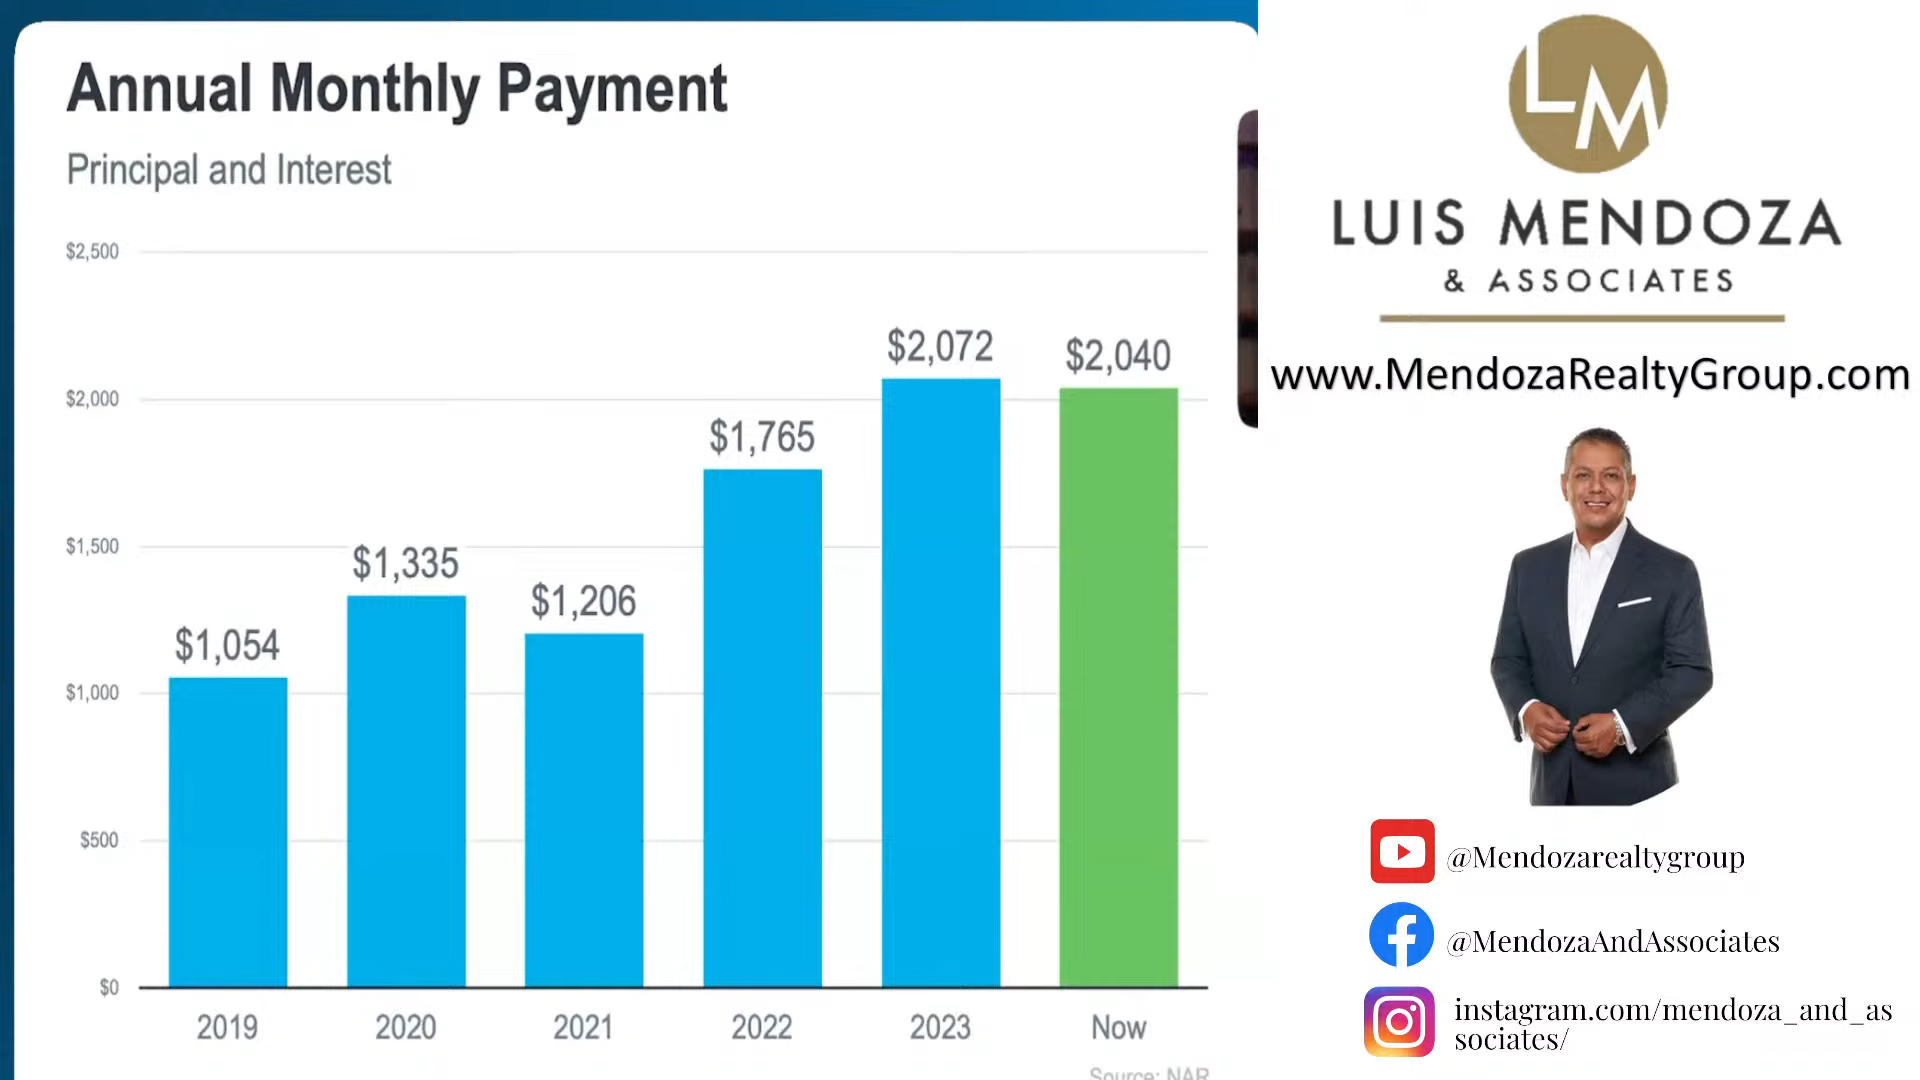 Annual Monthly Payment
Principal and Interest
$2,500
$2,000
$1,500
$1,000
$500
$0
$1,054
$1,335
$1,206
$1,765
$2,072
$2,040
2019
2020
2021
2022
2023
Now
Source: NAR
LM
LUIS MENDOZA
& ASSOCIATES
www.MendozaRealtyGroup.com
@Mendozarealtygroup
@MendozaAndAssociates
instagram.com/mendoza_and_as
sociates/